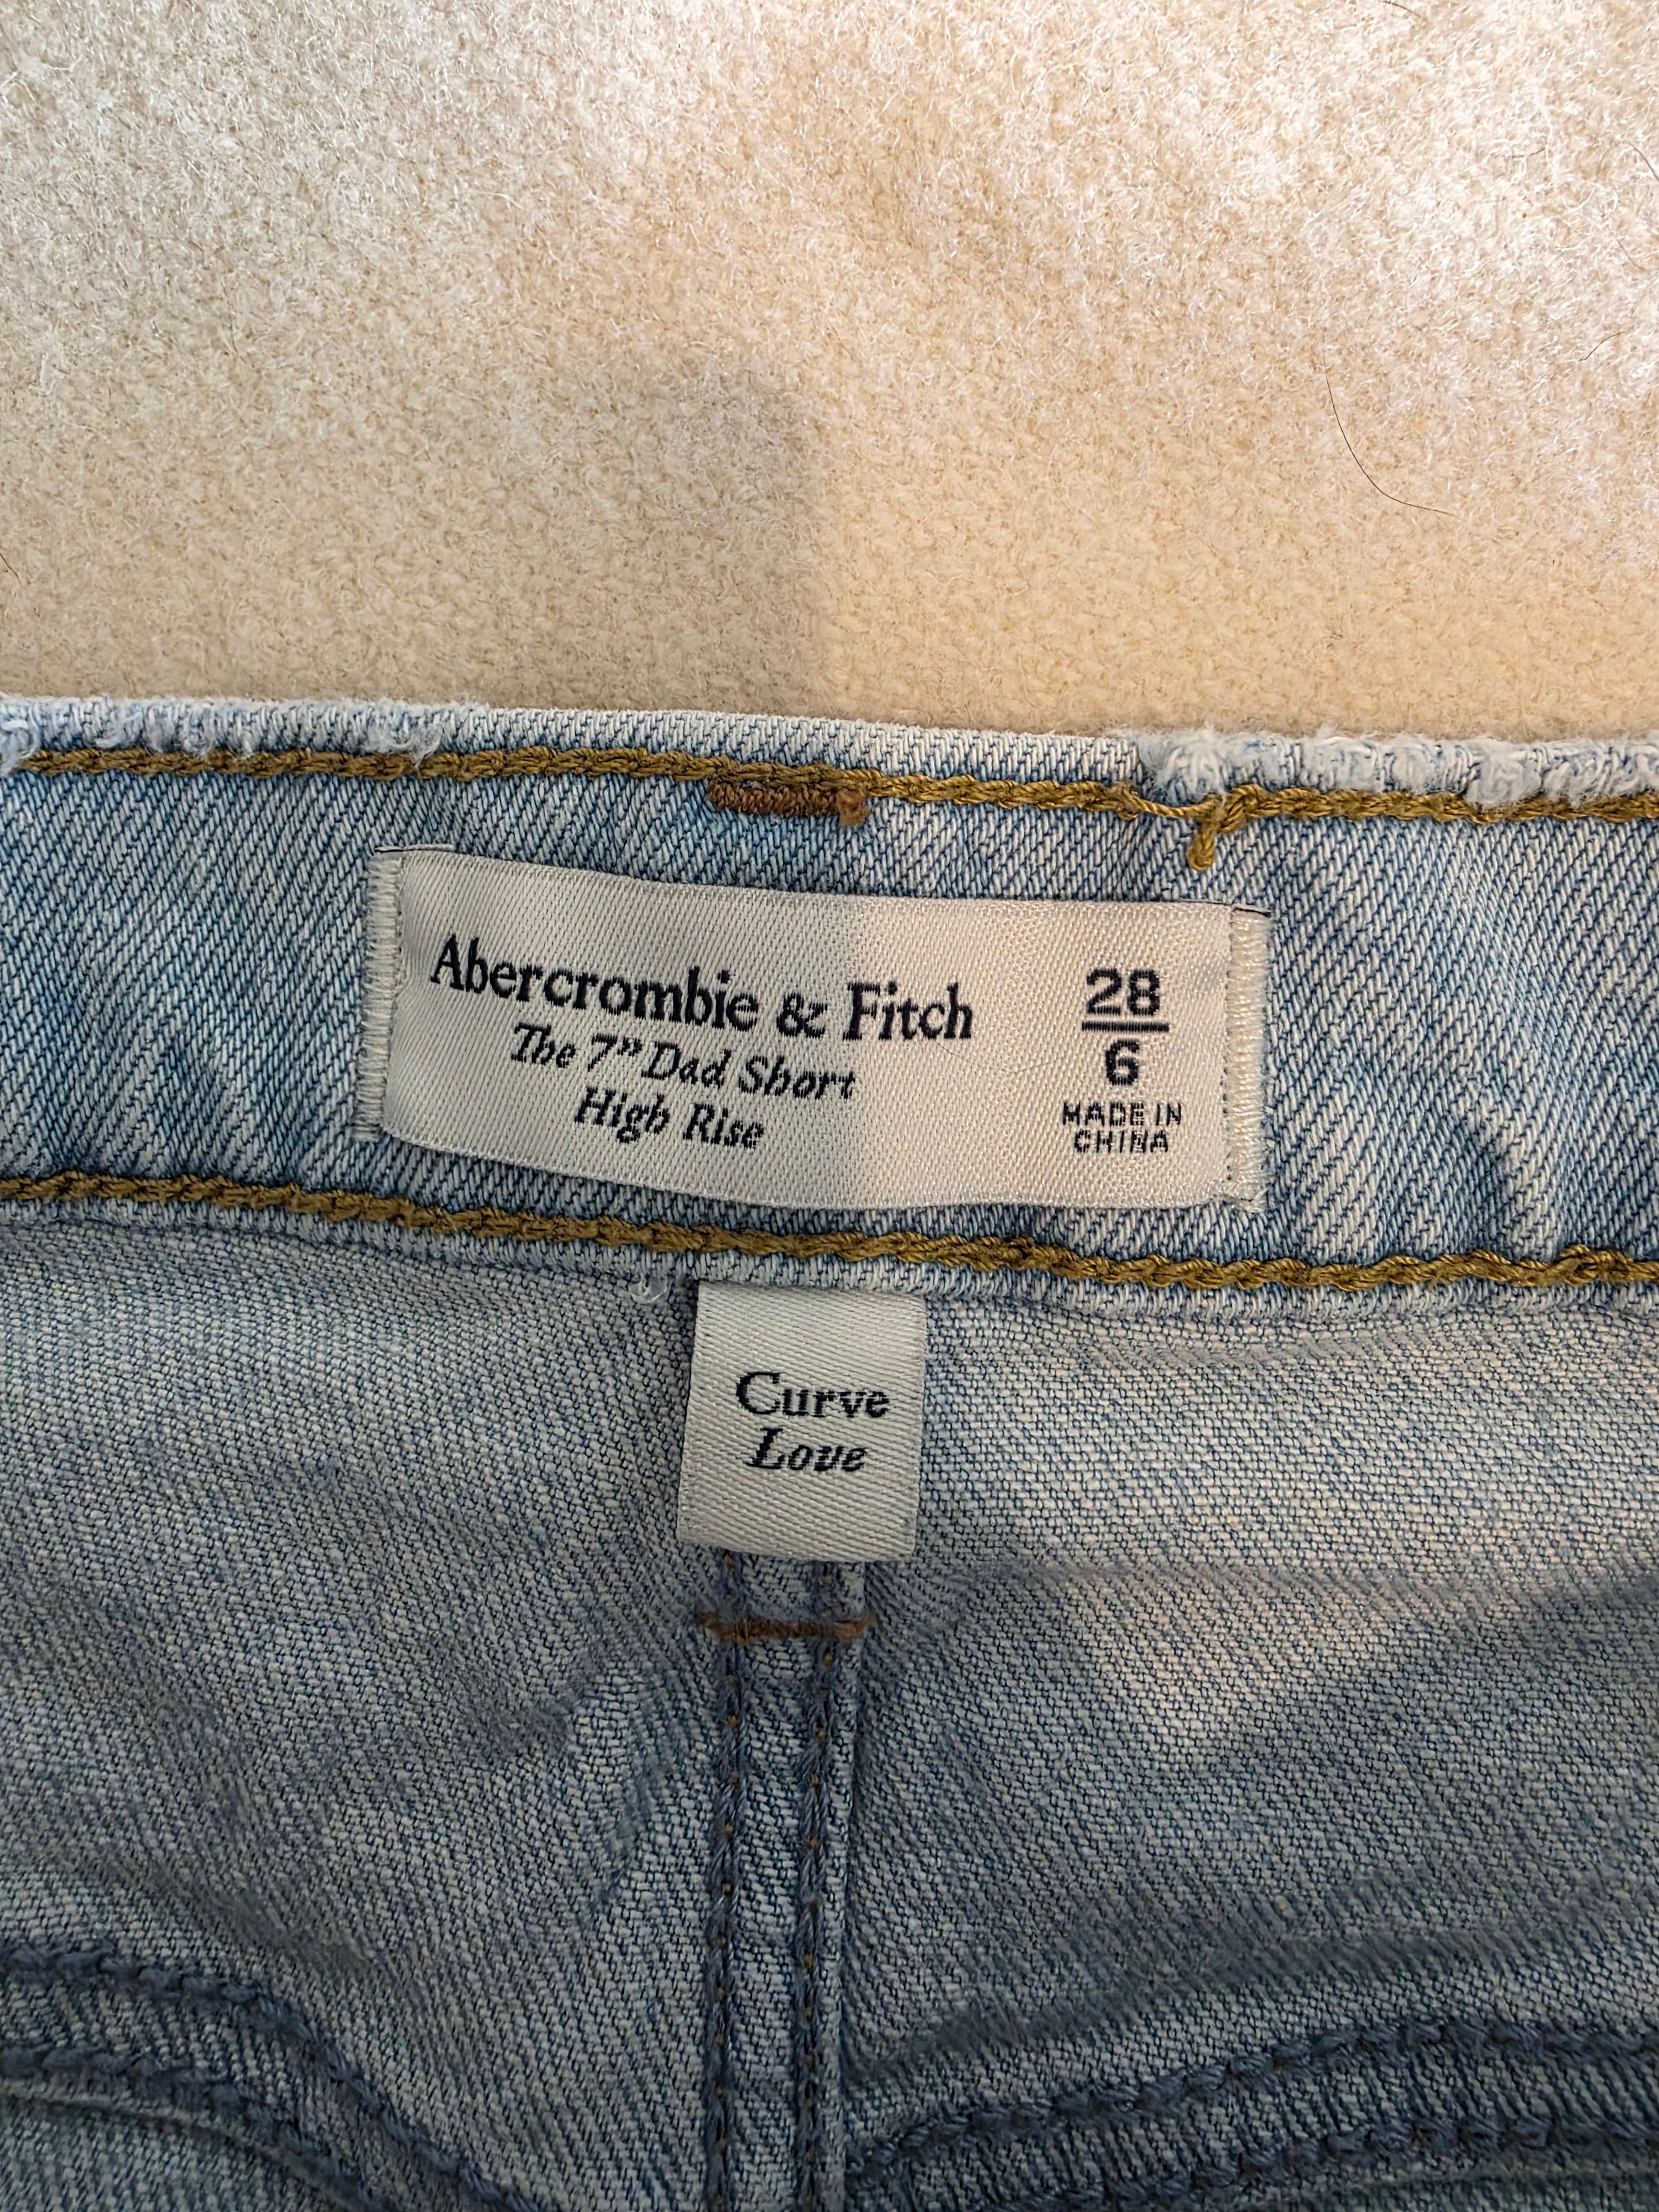 Abercrombie & Fitch
The 7” Dad Short
High Rise
28
6
MADE IN
CHINA
Curve
Love